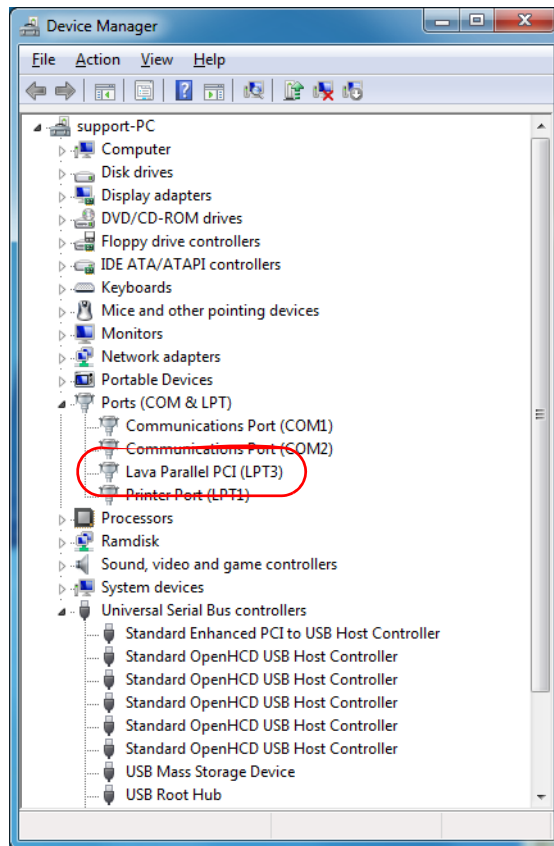 Device Manager
File Action View Help
support-PC
Computer
Disk drives
Display adapters
DVD/CD-ROM drives
Floppy drive controllers
IDE ATA/ATAPI controllers
Keyboards
Mice and other pointing devices
Monitors
Network adapters
Portable Devices
Ports (COM & LPT)
Communications Port (COM1)
Communications Port (COM2)
Lava Parallel PCI (LPT3)
Printer Port (LPT1)
Processors
Ramdisk
Sound, video and game controllers
System devices
Universal Serial Bus controllers
Standard Enhanced PCI to USB Host Controller
Standard OpenHCD USB Host Controller
Standard OpenHCD USB Host Controller
Standard OpenHCD USB Host Controller
Standard OpenHCD USB Host Controller
Standard OpenHCD USB Host Controller
USB Mass Storage Device
USB Root Hub